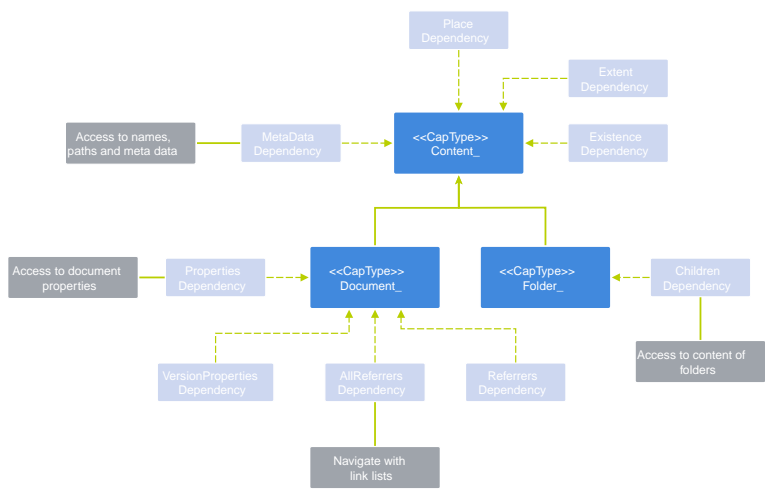 Place
Dependency
Extent
Dependency
Access to names,
paths and meta data
MetaData
Dependency
<<CapType>>
Content_
Existence
Dependency
Access to document
properties
Properties
Dependency
<<CapType>>
Document_
<<CapType>>
Folder_
Children
Dependency
VersionProperties
Dependency
AllReferrers
Dependency
Referrers
Dependency
Access to content of
folders
Navigate with
link lists